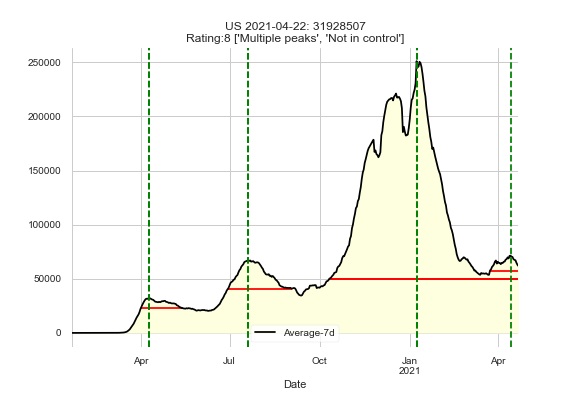 US 2021-04-22: 31928507
Rating:8 ['Multiple peaks', 'Not in control']
250000
200000
150000
100000
50000
0
Average-7d
Apr
Jul
Oct
Jan
2021
Apr
Date